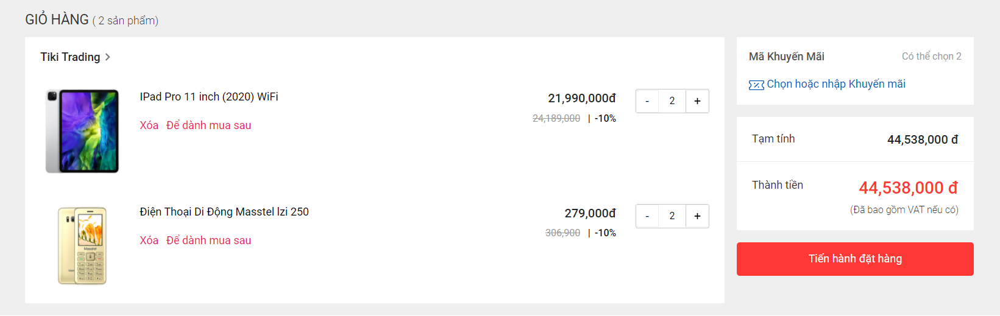 GIỎ HÀNG ( 2 sản phẩm)
Tiki Trading
IPad Pro 11 inch (2020) WiFi
Xóa Để dành mua sau
21,990,000đ
24,189,000 | -10%
- 2 +
Điện Thoại Di Động Masstel lzi 250
Xóa Để dành mua sau
279,000đ
306,900 | -10%
- 2 +
Masstel
Mã Khuyến Mãi Có thể chọn 2
Chọn hoặc nhập Khuyến mãi
Tạm tính 44,538,000 đ
Thành tiền 44,538,000 đ
(Đã bao gồm VAT nếu có)
Tiến hành đặt hàng